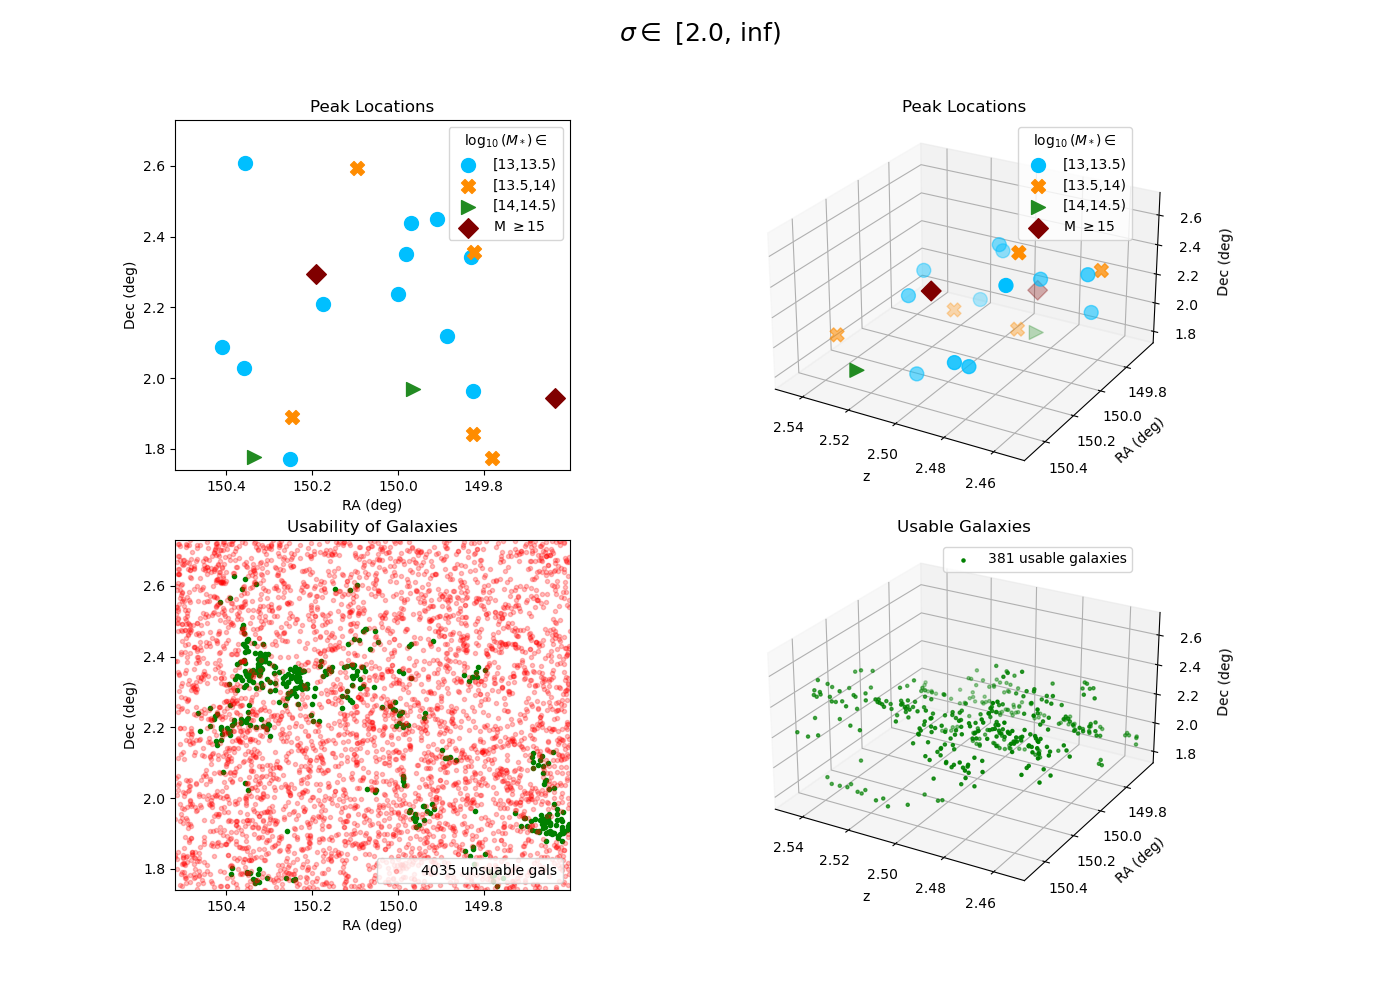 σ ∈ [2.0, inf)
Peak Locations
log₁₀(M*) ∈
[13,13.5)
[13.5,14)
[14,14.5)
M ≥15
2.6
2.4
2.2
2.0
1.8
Dec (deg)
150.4 150.2 150.0 149.8
RA (deg)
Peak Locations
log₁₀(M*) ∈
[13,13.5)
[13.5,14)
[14,14.5)
M ≥15
2.6
2.4
2.2
2.0
1.8
Dec (deg)
149.8
150.0
150.2
150.4
RA (deg)
2.54
2.52
2.50
2.48
2.46
z
Usability of Galaxies
2.6
2.4
2.2
2.0
1.8
Dec (deg)
4035 unsuable gals
150.4 150.2 150.0 149.8
RA (deg)
Usable Galaxies
381 usable galaxies
2.6
2.4
2.2
2.0
1.8
Dec (deg)
149.8
150.0
150.2
150.4
RA (deg)
2.54
2.52
2.50
2.48
2.46
z